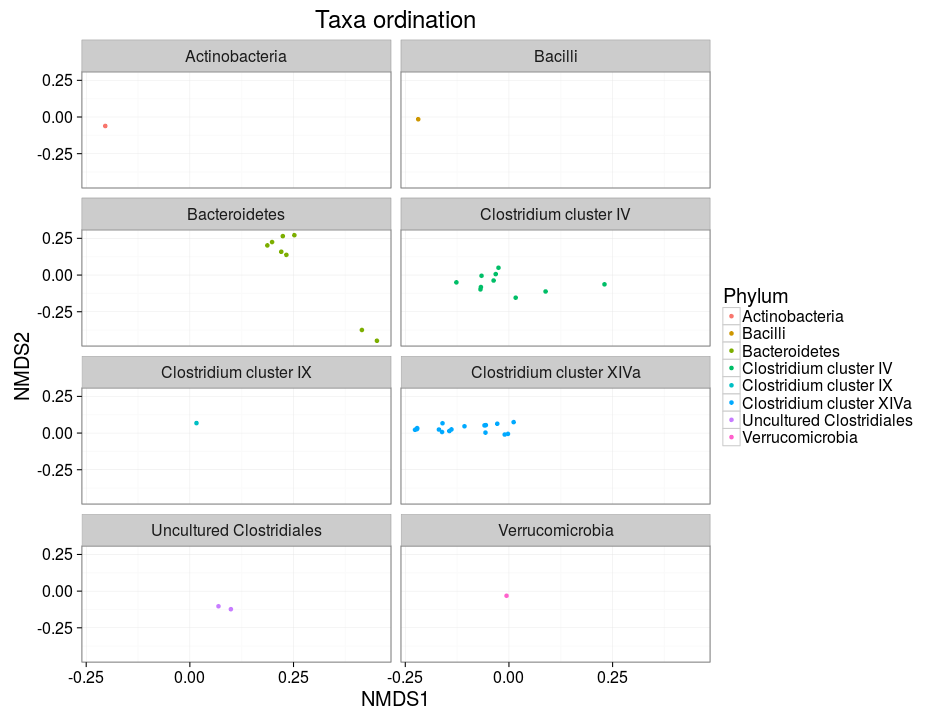 Taxa ordination
Actinobacteria
Bacilli
0.25
0.00
-0.25
Bacteroidetes
Clostridium cluster IV
0.25
0.00
-0.25
Clostridium cluster IX
Clostridium cluster XIVa
0.25
0.00
-0.25
Uncultured Clostridiales
Verrucomicrobia
0.25
0.00
-0.25
-0.25 0.00 0.25
-0.25 0.00 0.25
NMDS1
NMDS2
Phylum
Actinobacteria
Bacilli
Bacteroidetes
Clostridium cluster IV
Clostridium cluster IX
Clostridium cluster XIVa
Uncultured Clostridiales
Verrucomicrobia